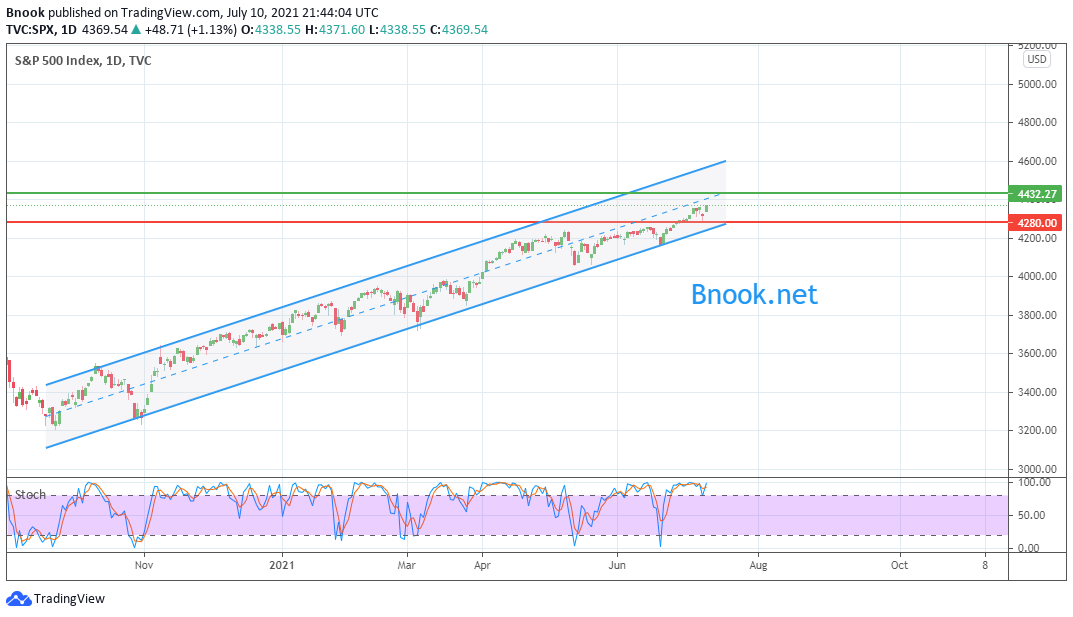 Bnook published on TradingView.com, July 10, 2021 21:44:04 UTC
TVC:SPX, 1D 4369.54 ▲ +48.71 (+1.13%) O:4338.55 H:4371.60 L:4338.55 C:4369.54
S&P 500 Index, 1D, TVC
5200.00
USD
5000.00
4800.00
4600.00
4432.27
4280.00
4200.00
4000.00
Bnook.net
3800.00
3600.00
3400.00
3200.00
3000.00
Stoch
100.00
50.00
0.00
Nov 2021 Mar Apr Jun Aug Oct 8
TradingView